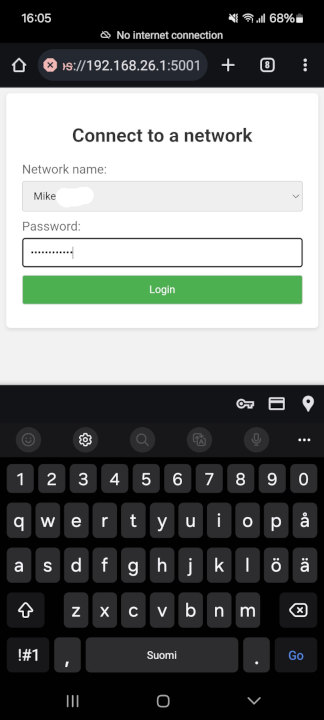 16:05
68%
No internet connection
s://192.168.26.1:5001
8
Connect to a network
Network name:
Mike
Password:
••••••••••••
Login
1 2 3 4 5 6 7 8 9 0
q w e r t y u i o p å
a s d f g h j k l ö ä
z x c v b n m
!#1 , Suomi . Go